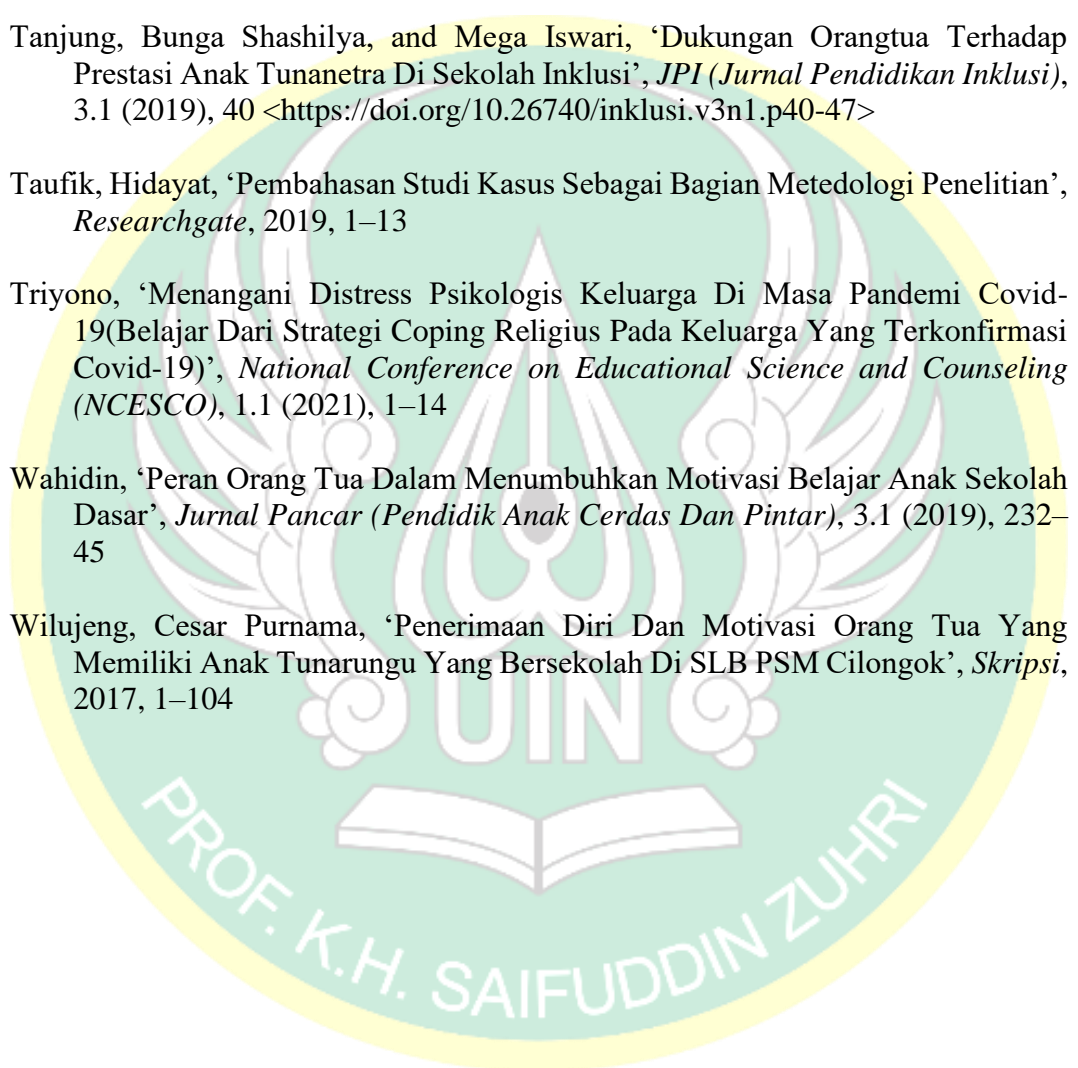 Tanjung, Bunga Shashilya, and Mega Iswari, ‘Dukungan Orangtua Terhadap
Prestasi Anak Tunanetra Di Sekolah Inklusi’, JPI (Jurnal Pendidikan Inklusi),
3.1 (2019), 40 <https://doi.org/10.26740/inklusi.v3n1.p40-47>
Taufik, Hidayat, ‘Pembahasan Studi Kasus Sebagai Bagian Metedologi Penelitian’,
Researchgate, 2019, 1–13
Triyono, ‘Menangani Distress Psikologis Keluarga Di Masa Pandemi Covid-
19(Belajar Dari Strategi Coping Religius Pada Keluarga Yang Terkonfirmasi
Covid-19)’, National Conference on Educational Science and Counseling
(NCESCO), 1.1 (2021), 1–14
Wahidin, ‘Peran Orang Tua Dalam Menumbuhkan Motivasi Belajar Anak Sekolah
Dasar’, Jurnal Pancar (Pendidik Anak Cerdas Dan Pintar), 3.1 (2019), 232–
45
Wilujeng, Cesar Purnama, ‘Penerimaan Diri Dan Motivasi Orang Tua Yang
Memiliki Anak Tunarungu Yang Bersekolah Di SLB PSM Cilongok’, Skripsi,
2017, 1–104
UIN
PROF. K.H. SAIFUDDIN ZUHRI